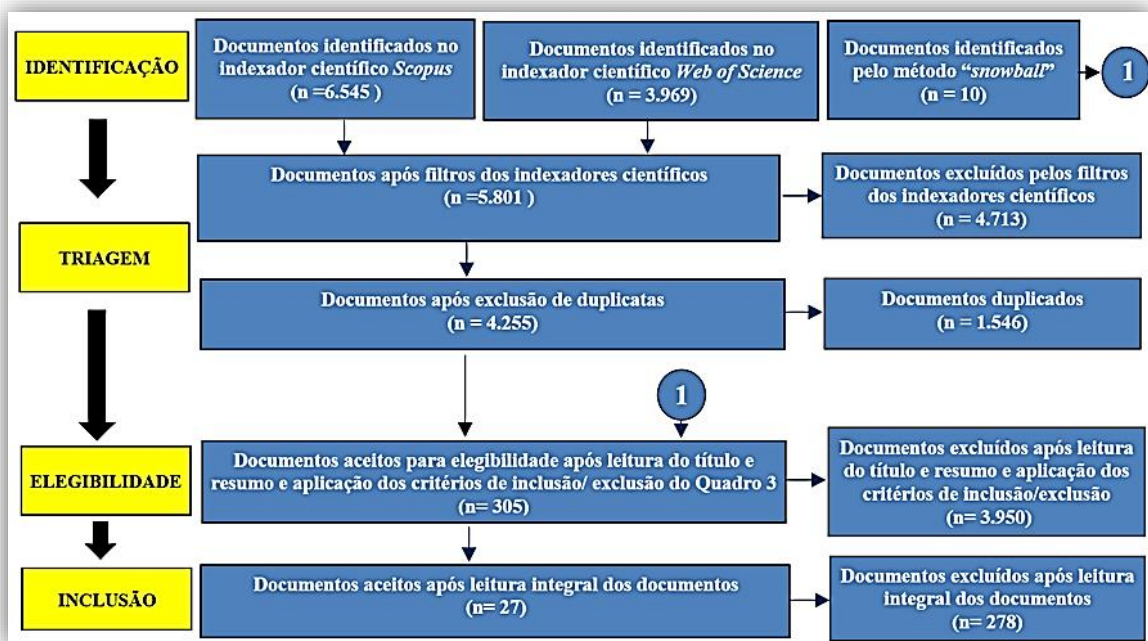 IDENTIFICAÇÃO
Documentos identificados no
indexador científico Scopus
(n =6.545 )
Documentos identificados no
indexador científico Web of Science
(n = 3.969)
Documentos identificados
pelo método “snowball”
(n = 10)
1
Documentos após filtros dos indexadores científicos
(n =5.801 )
Documentos excluídos pelos filtros
dos indexadores científicos
(n = 4.713)
TRIAGEM
Documentos após exclusão de duplicatas
(n = 4.255)
Documentos duplicados
(n = 1.546)
1
ELEGIBILIDADE
Documentos aceitos para elegibilidade após leitura do título e
resumo e aplicação dos critérios de inclusão/ exclusão do Quadro 3
(n= 305)
Documentos excluídos após leitura
do título e resumo e aplicação dos
critérios de inclusão/exclusão
(n= 3.950)
INCLUSÃO
Documentos aceitos após leitura integral dos documentos
(n= 27)
Documentos excluídos após leitura
integral dos documentos
(n= 278)